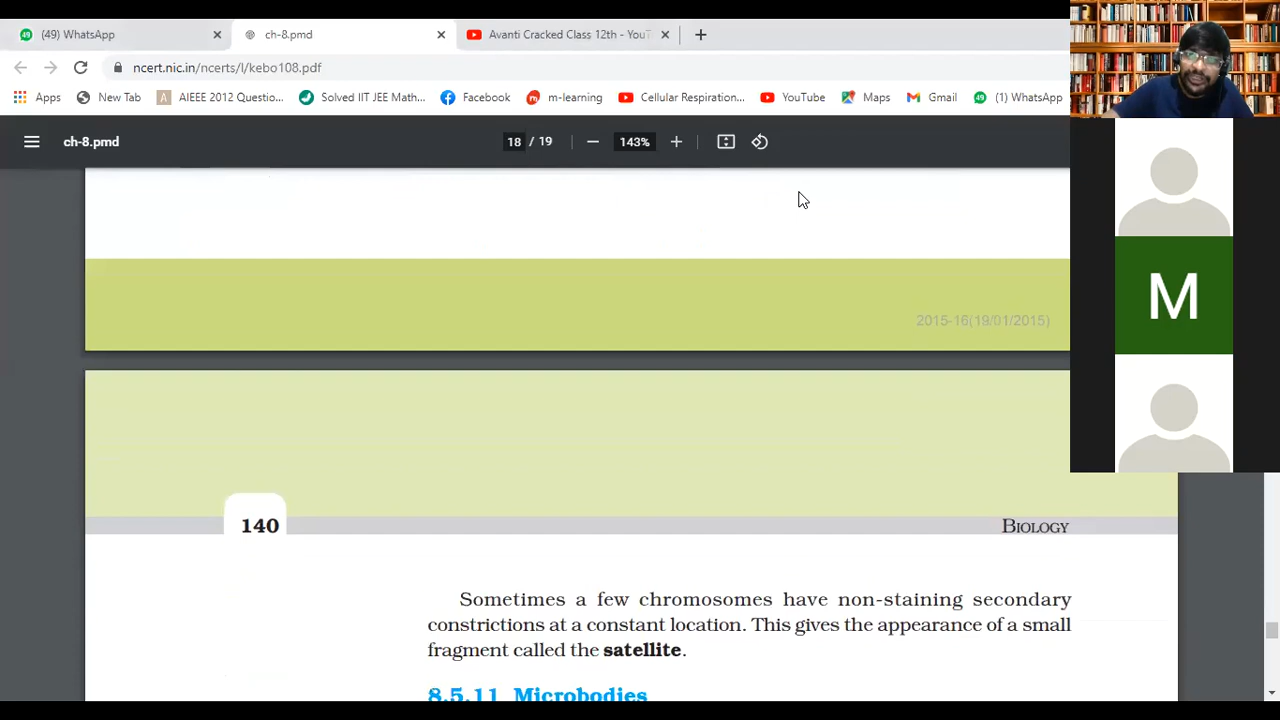 (49) WhatsApp
ch-8.pmd
Avanti Cracked Class 12th - YouT
ncert.nic.in/ncerts/l/kebo108.pdf
Apps
New Tab
AIEEE 2012 Questio...
Solved IIT JEE Math...
Facebook
m-learning
Cellular Respiration...
YouTube
Maps
Gmail
(1) WhatsApp
ch-8.pmd
18 / 19
143%
M
2015-16(19/01/2015)
140
BIOLOGY
Sometimes a few chromosomes have non-staining secondary
constrictions at a constant location. This gives the appearance of a small
fragment called the satellite.
8.5.11 Microbodies